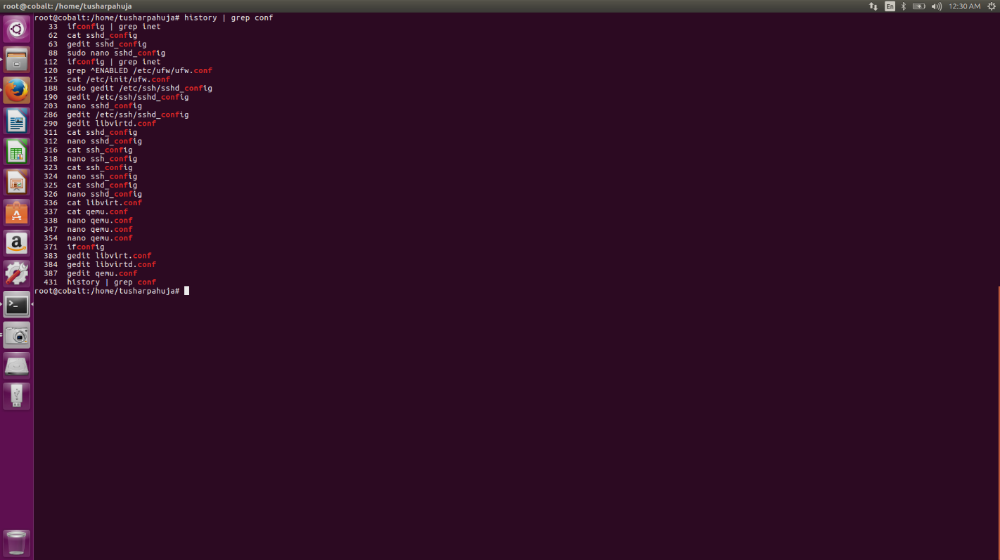 root@cobalt: /home/tusharpahuja
En
12:30 AM
root@cobalt:/home/tusharpahuja# history | grep conf
33 ifconfig | grep inet
62 cat sshd_config
63 gedit sshd_config
88 sudo nano sshd_config
112 ifconfig | grep inet
120 grep ^ENABLED /etc/ufw/ufw.conf
125 cat /etc/init/ufw.conf
188 sudo gedit /etc/ssh/sshd_config
190 gedit /etc/ssh/sshd_config
203 nano sshd_config
286 gedit /etc/ssh/sshd_config
290 gedit libvirtd.conf
311 cat sshd_config
312 nano sshd_config
316 cat ssh_config
318 nano ssh_config
323 cat ssh_config
324 nano ssh_config
325 cat sshd_config
326 nano sshd_config
336 cat libvirt.conf
337 cat qemu.conf
338 nano qemu.conf
347 nano qemu.conf
354 nano qemu.conf
371 ifconfig
383 gedit libvirt.conf
384 gedit libvirtd.conf
387 gedit qemu.conf
431 history | grep conf
root@cobalt:/home/tusharpahuja#